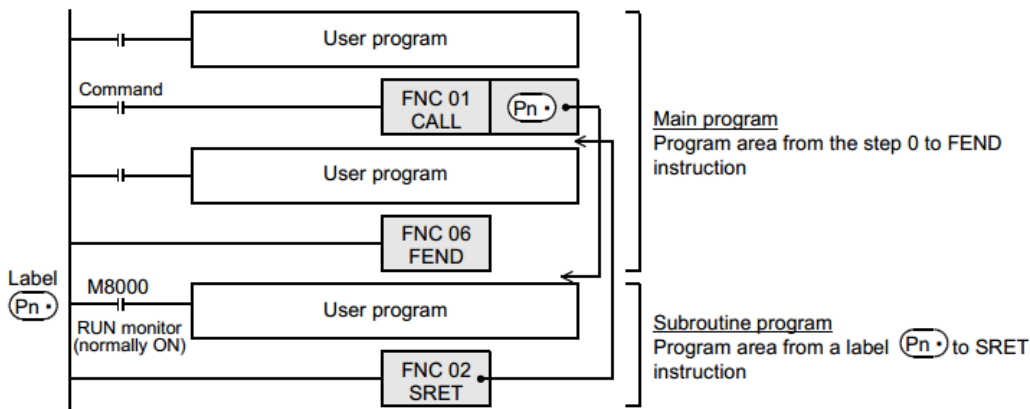 User program
Command
FNC 01
CALL
Pn •
Main program
Program area from the step 0 to FEND
instruction
User program
FNC 06
FEND
Label
Pn •
M8000
RUN monitor
(normally ON)
User program
Subroutine program
Program area from a label Pn • to SRET
instruction
FNC 02
SRET